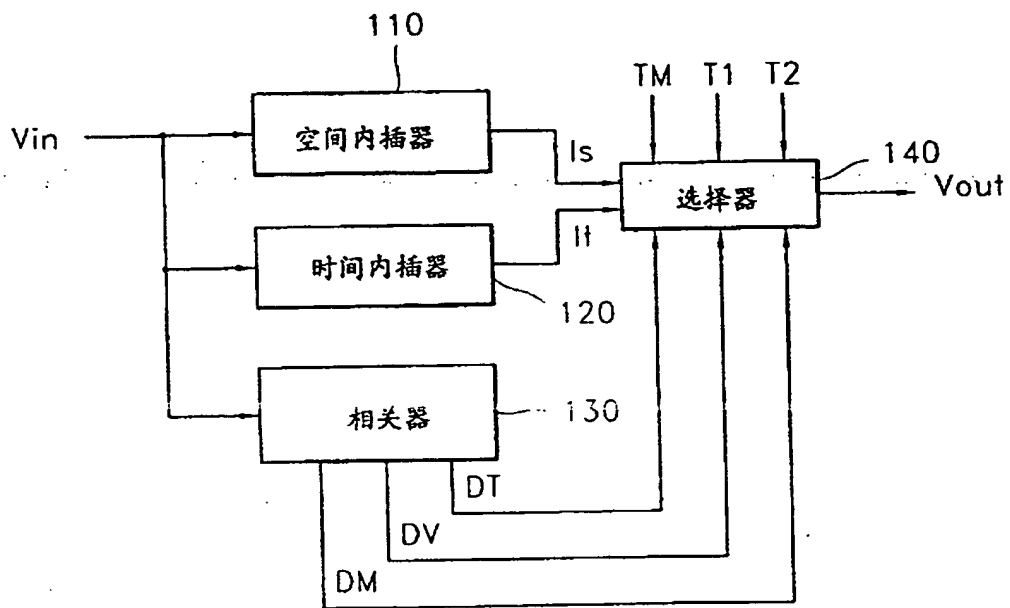 110
TM T1 T2
Vin
空间内插器
Is
140
选择器
Vout
It
时间内插器
120
相关器
130
DT
DV
DM